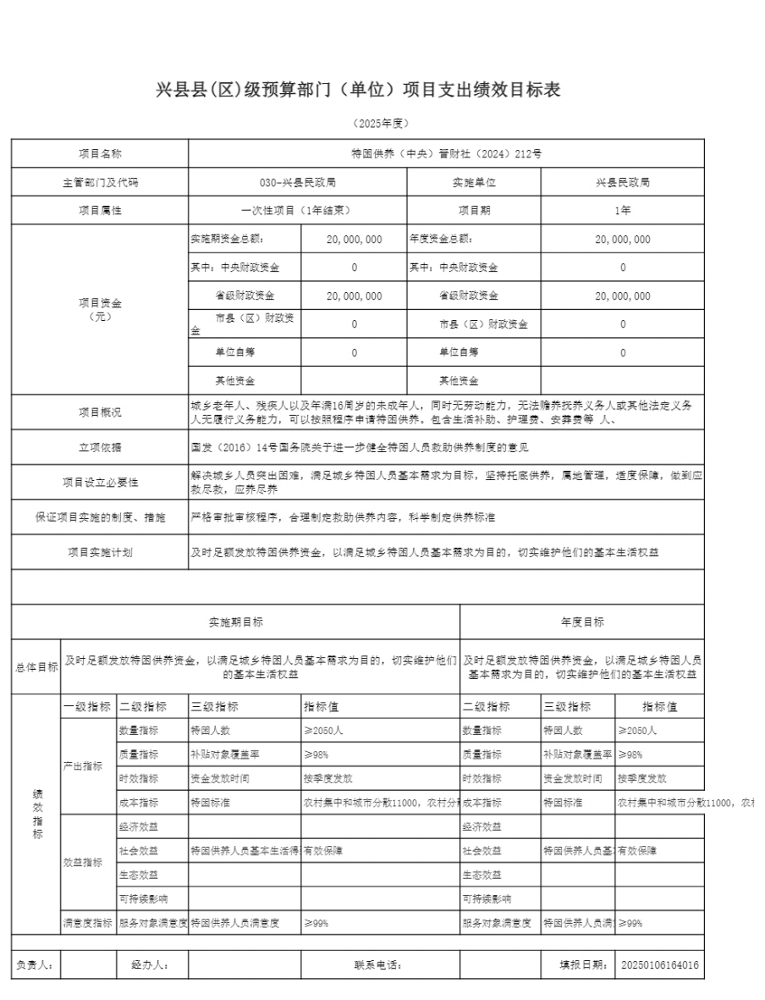 兴县县(区)级预算部门（单位）项目支出绩效目标表
（2025年度）
项目名称 特困供养（中央）晋财社（2024）212号
主管部门及代码 030-兴县民政局 实施单位 兴县民政局
项目属性 一次性项目（1年结束） 项目期 1年
项目资金
（元）
实施期资金总额： 20,000,000 年度资金总额： 20,000,000
其中：中央财政资金 0 其中：中央财政资金 0
省级财政资金 20,000,000 省级财政资金 20,000,000
市县（区）财政资
金 0 市县（区）财政资金 0
单位自筹 0 单位自筹 0
其他资金 其他资金
项目概况 城乡老年人、残疾人以及年满16周岁的未成年人，同时无劳动能力，无法赡养抚养义务人或其他法定义务
人无履行义务能力，可以按照程序申请特困供养。包含生活补助、护理费、安葬费等 人、
立项依据 国发（2016）14号国务院关于进一步健全特困人员救助供养制度的意见
项目设立必要性 解决城乡人员突出困难，满足城乡特困人员基本需求为目标，坚持托底供养，属地管理，适度保障，做到应
救尽救，应养尽养
保证项目实施的制度、措施 严格审批审核程序，合理制定救助供养内容，科学制定供养标准
项目实施计划 及时足额发放特困供养资金，以满足城乡特困人员基本需求为目的，切实维护他们的基本生活权益
实施期目标 年度目标
总体目标 及时足额发放特困供养资金，以满足城乡特困人员基本需求为目的，切实维护他们
的基本生活权益
及时足额发放特困供养资金，以满足城乡特困人员
基本需求为目的，切实维护他们的基本生活权益
绩
效
指
标
一级指标 二级指标 三级指标 指标值 二级指标 三级指标 指标值
产出指标
数量指标 特困人数 ≥2050人 数量指标 特困人数 ≥2050人
质量指标 补贴对象覆盖率 ≥98% 质量指标 补贴对象覆盖率 ≥98%
时效指标 资金发放时间 按季度发放 时效指标 资金发放时间 按季度发放
成本指标 特困标准 农村集中和城市分散11000，农村分 成本指标 特困标准 农村集中和城市分散11000，农
效益指标
经济效益 经济效益
社会效益 特困供养人员基本生活得 有效保障 社会效益 特困供养人员基 有效保障
生态效益 生态效益
可持续影响 可持续影响
满意度指标 服务对象满意度 特困供养人员满意度 ≥99% 服务对象满意度 特困供养人员满 ≥99%
负责人： 经办人： 联系电话： 填报日期： 20250106164016